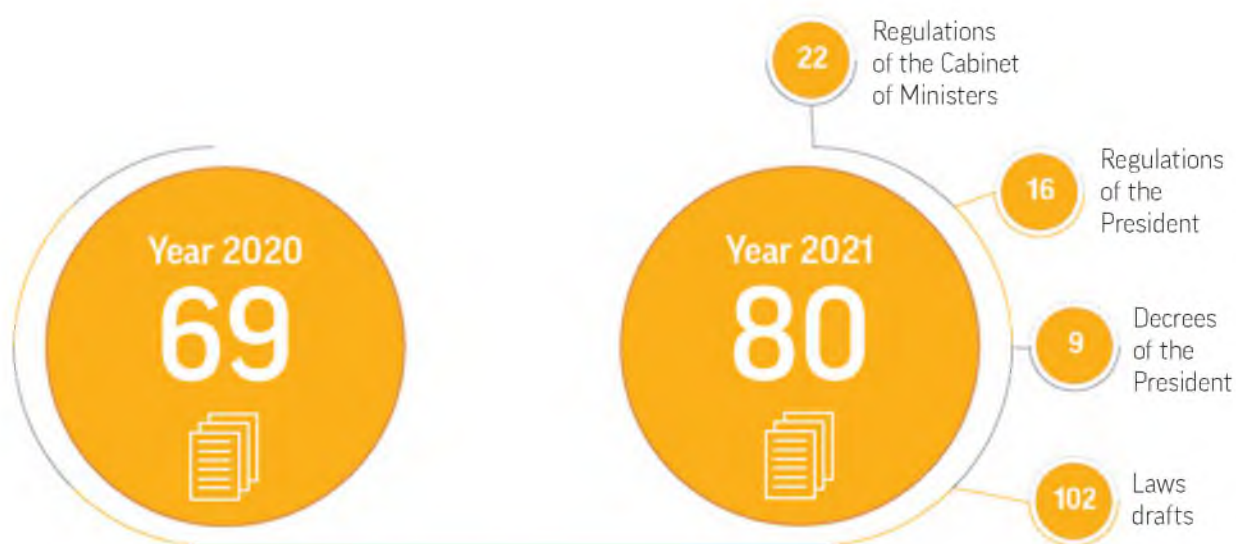 Year 2020
69
Year 2021
80
22
Regulations
of the Cabinet
of Ministers
16
Regulations
of the
President
9
Decrees
of the
President
102
Laws
drafts